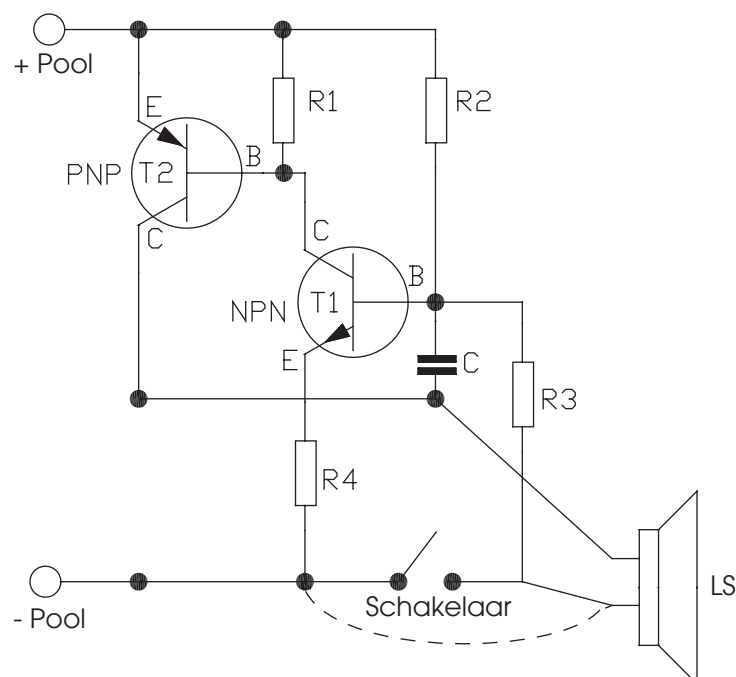 + Pool
R1
R2
E
PNP
T2
B
C
C
B
NPN
T1
E
C
R3
R4
Schakelaar
LS
- Pool